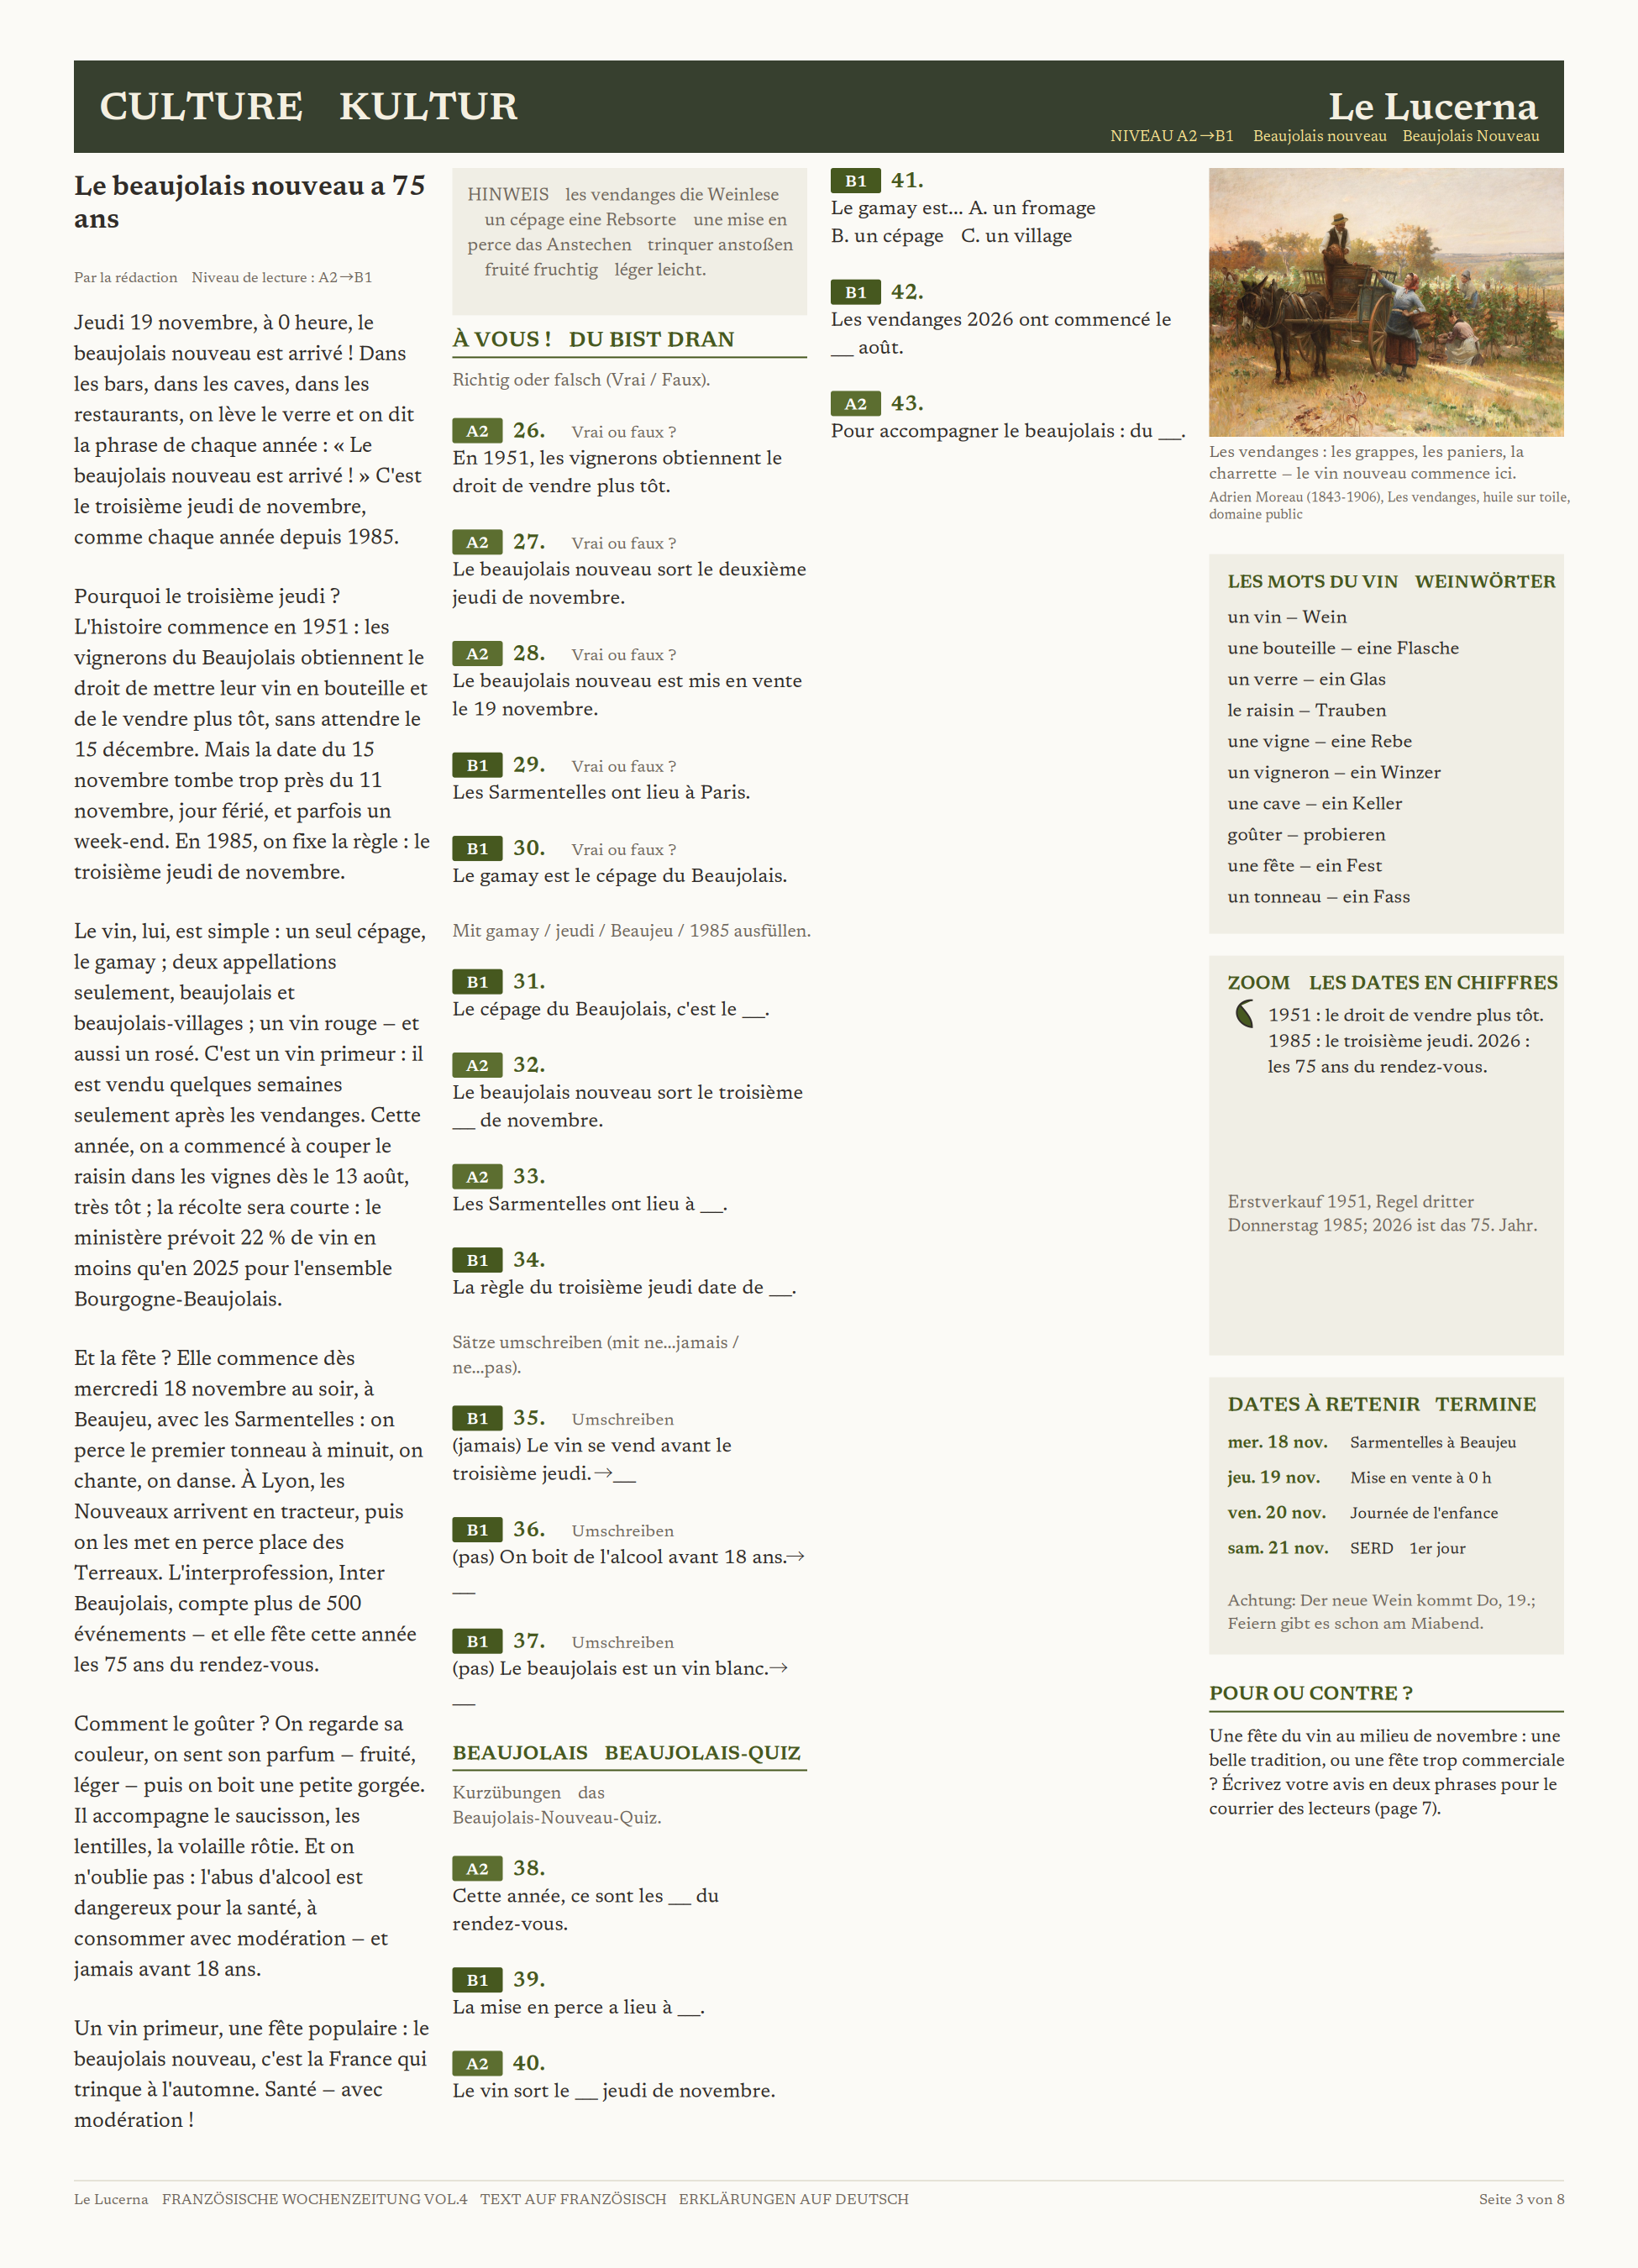 CULTURE KULTUR
Le Lucerna
NIVEAU A2→B1 Beaujolais nouveau Beaujolais Nouveau
Le beaujolais nouveau a 75
ans
Par la rédaction Niveau de lecture : A2→B1
Jeudi 19 novembre, à 0 heure, le
beaujolais nouveau est arrivé ! Dans
les bars, dans les caves, dans les
restaurants, on lève le verre et on dit
la phrase de chaque année : « Le
beaujolais nouveau est arrivé ! » C'est
le troisième jeudi de novembre,
comme chaque année depuis 1985.
Pourquoi le troisième jeudi ?
L'histoire commence en 1951 : les
vignerons du Beaujolais obtiennent le
droit de mettre leur vin en bouteille et
de le vendre plus tôt, sans attendre le
15 décembre. Mais la date du 15
novembre tombe trop près du 11
novembre, jour férié, et parfois un
week-end. En 1985, on fixe la règle : le
troisième jeudi de novembre.
Le vin, lui, est simple : un seul cépage,
le gamay ; deux appellations
seulement, beaujolais et
beaujolais-villages ; un vin rouge – et
aussi un rosé. C'est un vin primeur : il
est vendu quelques semaines
seulement après les vendanges. Cette
année, on a commencé à couper le
raisin dans les vignes dès le 13 août,
très tôt ; la récolte sera courte : le
ministère prévoit 22 % de vin en
moins qu'en 2025 pour l'ensemble
Bourgogne-Beaujolais.
Et la fête ? Elle commence dès
mercredi 18 novembre au soir, à
Beaujeu, avec les Sarmentelles : on
perce le premier tonneau à minuit, on
chante, on danse. À Lyon, les
Nouveaux arrivent en tracteur, puis
on les met en perce place des
Terreaux. L'interprofession, Inter
Beaujolais, compte plus de 500
événements – et elle fête cette année
les 75 ans du rendez-vous.
Comment le goûter ? On regarde sa
couleur, on sent son parfum – fruité,
léger – puis on boit une petite gorgée.
Il accompagne le saucisson, les
lentilles, la volaille rôtie. Et on
n'oublie pas : l'abus d'alcool est
dangereux pour la santé, à
consommer avec modération – et
jamais avant 18 ans.
Un vin primeur, une fête populaire : le
beaujolais nouveau, c'est la France qui
trinque à l'automne. Santé – avec
modération !
HINWEIS les vendanges die Weinlese
un cépage eine Rebsorte une mise en
perce das Anstechen trinquer anstoßen
fruité fruchtig léger leicht.
À VOUS ! DU BIST DRAN
Richtig oder falsch (Vrai / Faux).
A2 26. Vrai ou faux ?
En 1951, les vignerons obtiennent le
droit de vendre plus tôt.
A2 27. Vrai ou faux ?
Le beaujolais nouveau sort le deuxième
jeudi de novembre.
A2 28. Vrai ou faux ?
Le beaujolais nouveau est mis en vente
le 19 novembre.
B1 29. Vrai ou faux ?
Les Sarmentelles ont lieu à Paris.
B1 30. Vrai ou faux ?
Le gamay est le cépage du Beaujolais.
Mit gamay / jeudi / Beaujeu / 1985 ausfüllen.
B1 31.
Le cépage du Beaujolais, c'est le __.
A2 32.
Le beaujolais nouveau sort le troisième
__ de novembre.
A2 33.
Les Sarmentelles ont lieu à __.
B1 34.
La règle du troisième jeudi date de __.
Sätze umschreiben (mit ne...jamais /
ne...pas).
B1 35. Umschreiben
(jamais) Le vin se vend avant le
troisième jeudi.→__
B1 36. Umschreiben
(pas) On boit de l'alcool avant 18 ans.→
__
B1 37. Umschreiben
(pas) Le beaujolais est un vin blanc.→
__
BEAUJOLAIS BEAUJOLAIS-QUIZ
Kurzübungen das
Beaujolais-Nouveau-Quiz.
A2 38.
Cette année, ce sont les __ du
rendez-vous.
B1 39.
La mise en perce a lieu à __.
A2 40.
Le vin sort le __ jeudi de novembre.
B1 41.
Le gamay est... A. un fromage
B. un cépage C. un village
B1 42.
Les vendanges 2026 ont commencé le
__ août.
A2 43.
Pour accompagner le beaujolais : du __.
Les vendanges : les grappes, les paniers, la
charrette – le vin nouveau commence ici.
Adrien Moreau (1843-1906), Les vendanges, huile sur toile,
domaine public
LES MOTS DU VIN WEINWÖRTER
un vin – Wein
une bouteille – eine Flasche
un verre – ein Glas
le raisin – Trauben
une vigne – eine Rebe
un vigneron – ein Winzer
une cave – ein Keller
goûter – probieren
une fête – ein Fest
un tonneau – ein Fass
ZOOM LES DATES EN CHIFFRES
1951 : le droit de vendre plus tôt.
1985 : le troisième jeudi. 2026 :
les 75 ans du rendez-vous.
Erstverkauf 1951, Regel dritter
Donnerstag 1985; 2026 ist das 75. Jahr.
DATES À RETENIR TERMINE
mer. 18 nov. Sarmentelles à Beaujeu
jeu. 19 nov. Mise en vente à 0 h
ven. 20 nov. Journée de l'enfance
sam. 21 nov. SERD 1er jour
Achtung: Der neue Wein kommt Do, 19.;
Feiern gibt es schon am Miabend.
POUR OU CONTRE ?
Une fête du vin au milieu de novembre : une
belle tradition, ou une fête trop commerciale
? Écrivez votre avis en deux phrases pour le
courrier des lecteurs (page 7).
Le Lucerna FRANZÖSISCHE WOCHENZEITUNG VOL.4 TEXT AUF FRANZÖSISCH ERKLÄRUNGEN AUF DEUTSCH
Seite 3 von 8